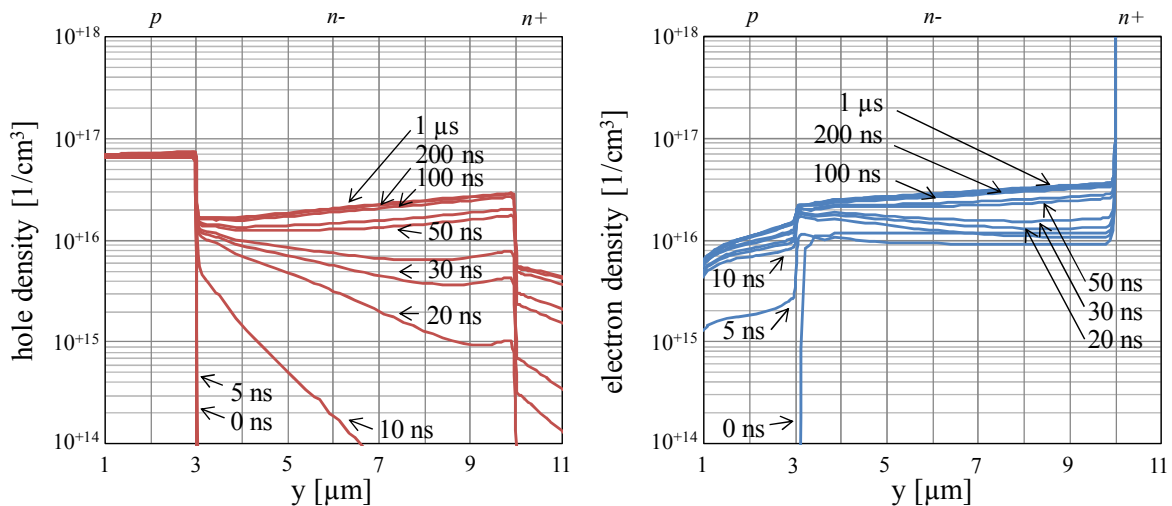 p n- n+
hole density [1/cm³]
10⁺¹⁸
10⁺¹⁷
10⁺¹⁶
10⁺¹⁵
10⁺¹⁴
1 µs
200 ns
100 ns
50 ns
30 ns
20 ns
5 ns
0 ns
10 ns
1 3 5 7 9 11
y [µm]
p n- n+
electron density [1/cm³]
10⁺¹⁸
10⁺¹⁷
10⁺¹⁶
10⁺¹⁵
10⁺¹⁴
1 µs
200 ns
100 ns
10 ns
5 ns
0 ns
50 ns
30 ns
20 ns
1 3 5 7 9 11
y [µm]